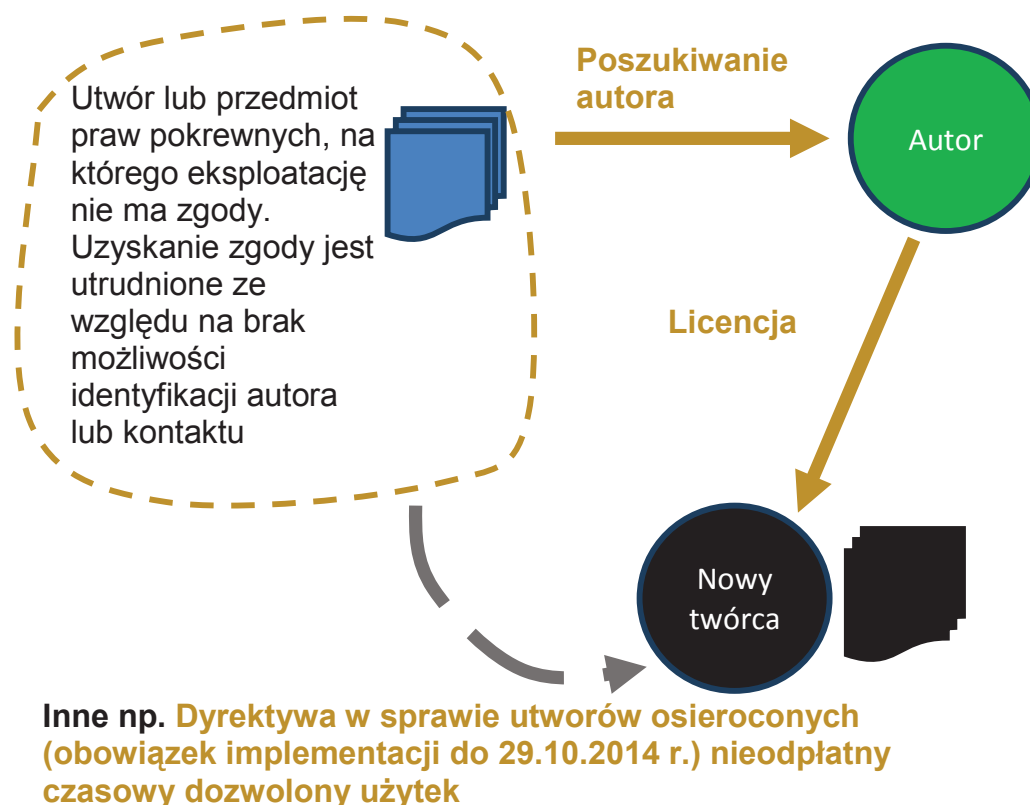 Utwór lub przedmiot
praw pokrewnych, na
którego eksploatację
nie ma zgody.
Uzyskanie zgody jest
utrudnione ze
względu na brak
możliwości
identyfikacji autora
lub kontaktu
Poszukiwanie
autora
Autor
Licencja
Nowy
twórca
Inne np. Dyrektywa w sprawie utworów osieroconych
(obowiązek implementacji do 29.10.2014 r.) nieodpłatny
czasowy dozwolony użytek